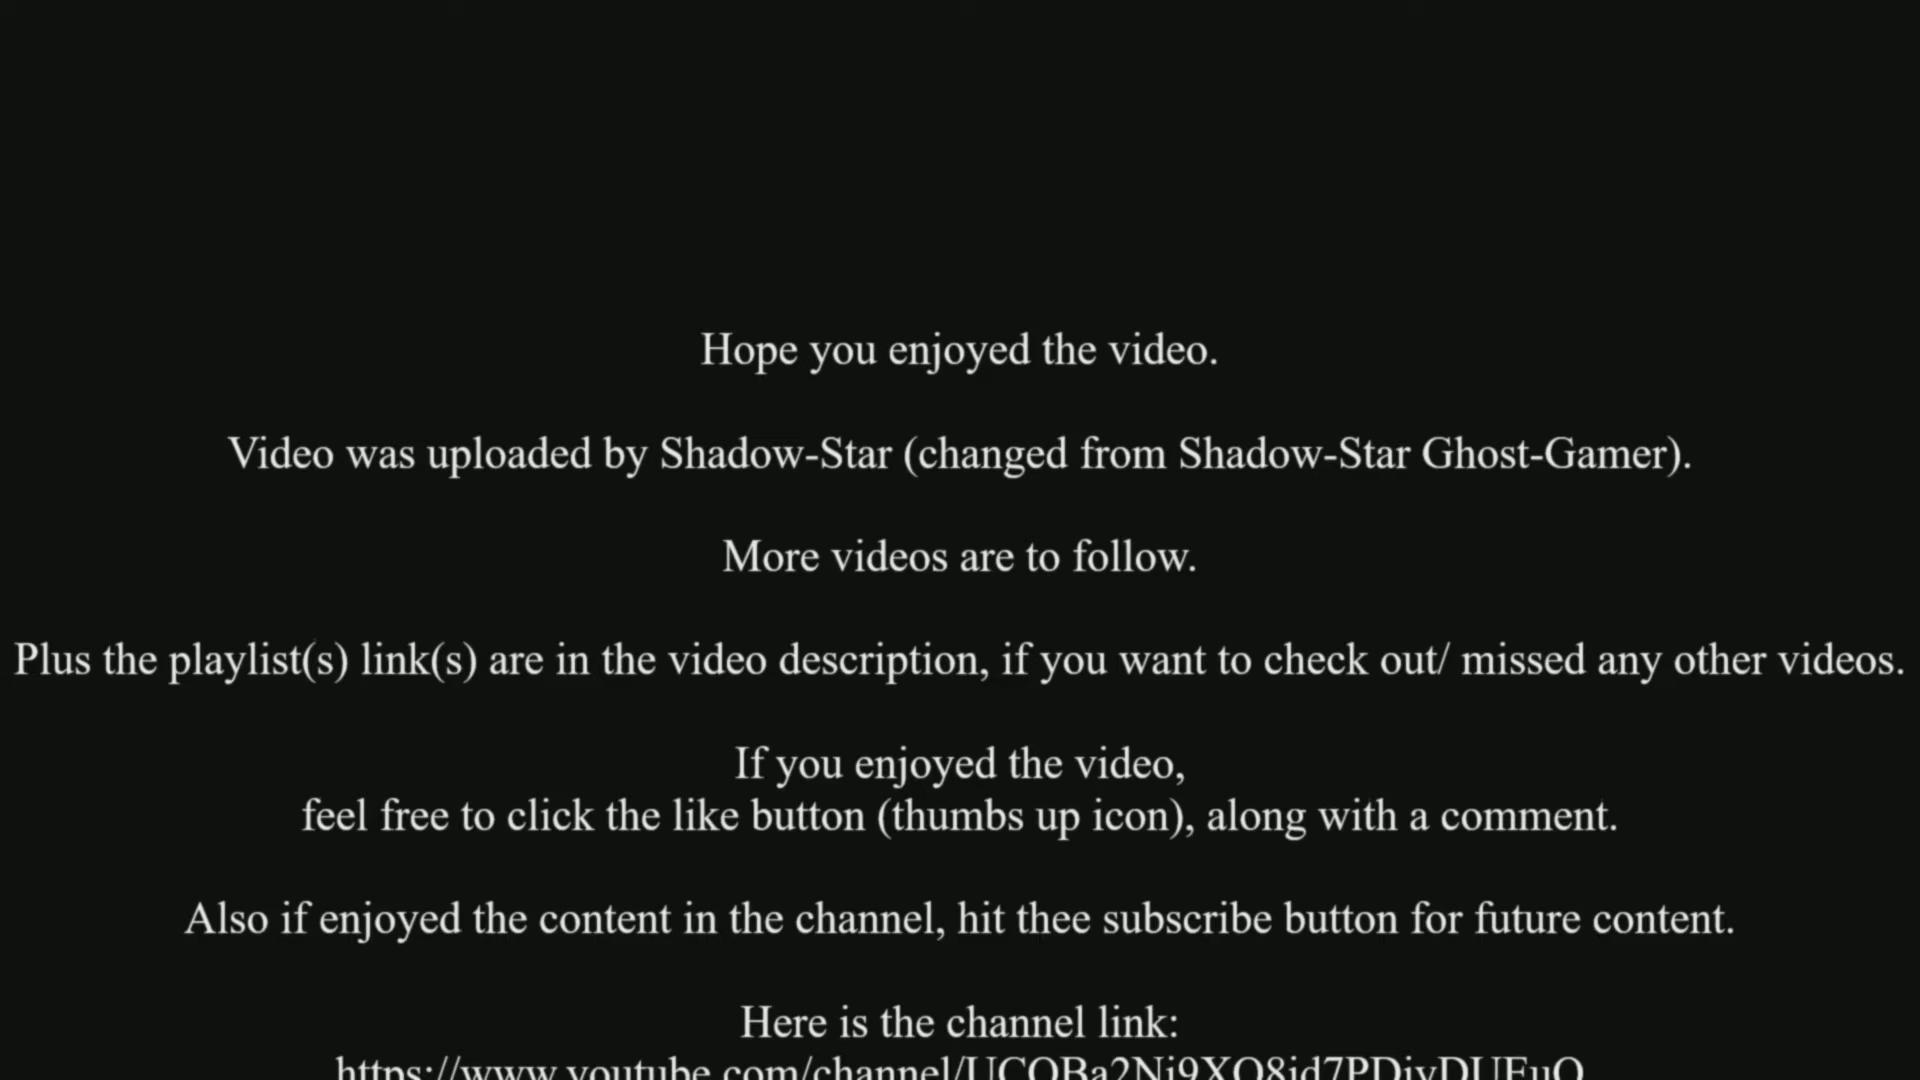 Hope you enjoyed the video.
Video was uploaded by Shadow-Star (changed from Shadow-Star Ghost-Gamer).
More videos are to follow.
Plus the playlist(s) link(s) are in the video description, if you want to check out/ missed any other videos.
If you enjoyed the video,
feel free to click the like button (thumbs up icon), along with a comment.
Also if enjoyed the content in the channel, hit thee subscribe button for future content.
Here is the channel link: